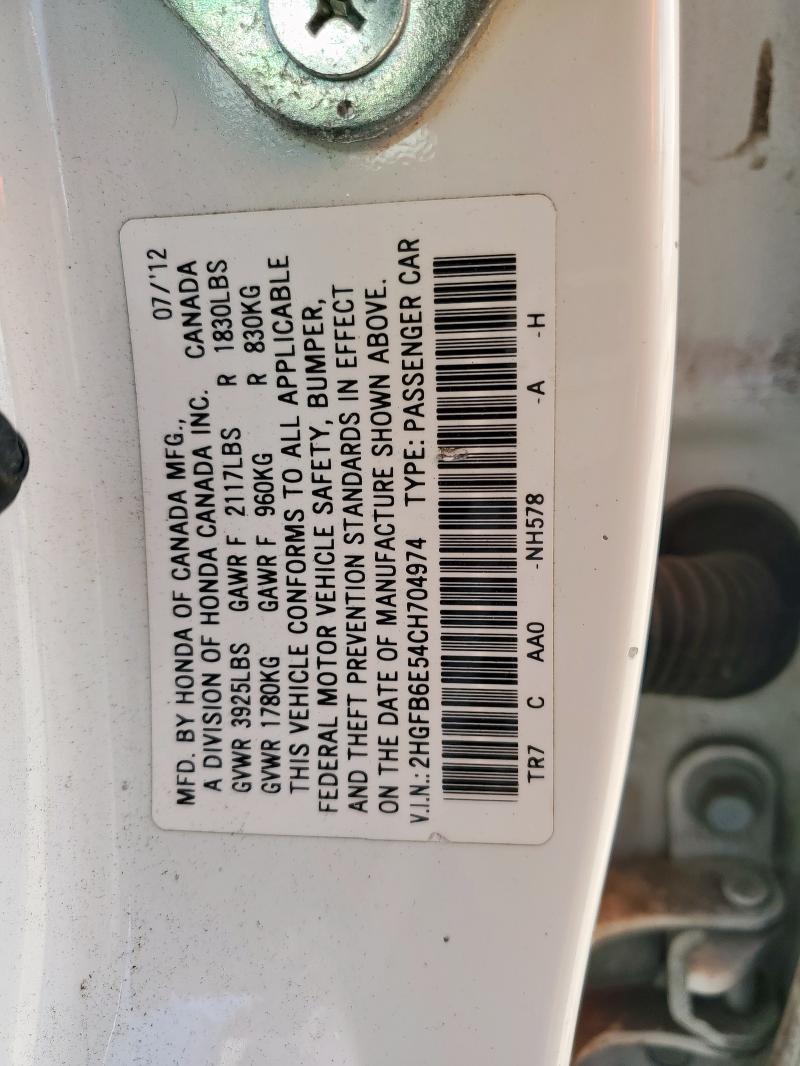 07/'12
MFD. BY HONDA OF CANADA MFG.,
A DIVISION OF HONDA CANADA INC. CANADA
GVWR 3925LBS GAWR F 2117LBS R 1830LBS
GVWR 1780KG GAWR F 960KG R 830KG
THIS VEHICLE CONFORMS TO ALL APPLICABLE
FEDERAL MOTOR VEHICLE SAFETY, BUMPER,
AND THEFT PREVENTION STANDARDS IN EFFECT
ON THE DATE OF MANUFACTURE SHOWN ABOVE.
V.I.N.: 2HGFB6E54CH704974 TYPE: PASSENGER CAR
TR7 C AA0 -NH578 -A -H